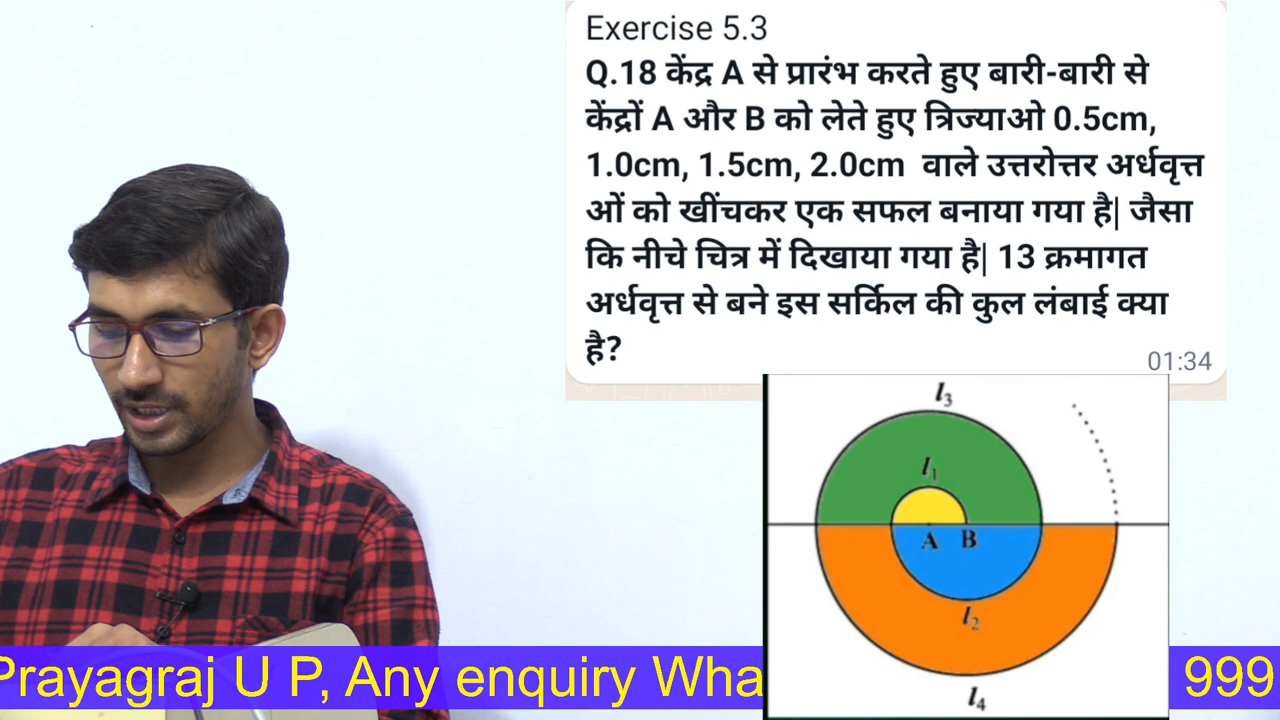 Exercise 5.3
Q.18 केंद्र A से प्रारंभ करते हुए बारी-बारी से
केंद्रों A और B को लेते हुए त्रिज्याओ 0.5cm,
1.0cm, 1.5cm, 2.0cm वाले उत्तरोत्तर अर्धवृत्त
ओं को खींचकर एक सफल बनाया गया है| जैसा
कि नीचे चित्र में दिखाया गया है| 13 क्रमागत
अर्धवृत्त से बने इस सर्किल की कुल लंबाई क्या
है?
01:34
l3
l1
A B
l2
l4
Prayagraj U P, Any enquiry Wha
999